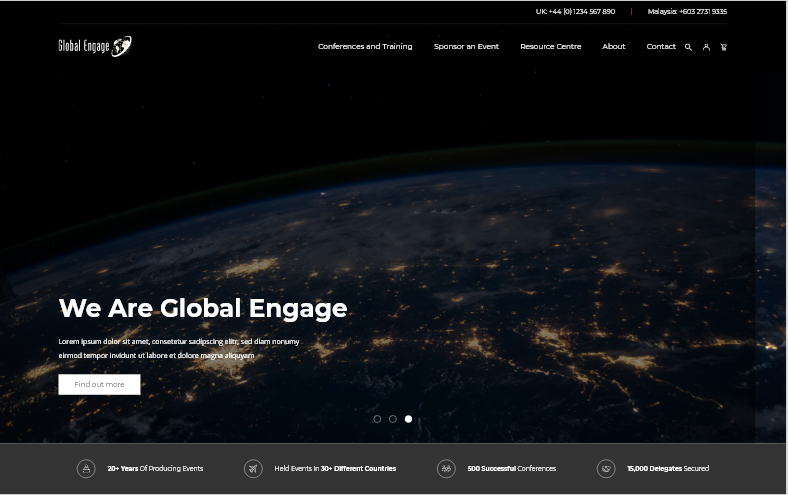 UK: +44 (0) 1234 567 890 | Malaysia: +603 2731 9335
Global Engage
Conferences and Training Sponsor an Event Resource Centre About Contact
We Are Global Engage
Lorem ipsum dolor sit amet, consetetur sadipscing elitr, sed diam nonumy
eirmod tempor invidunt ut labore et dolore magna aliquyam
Find out more
20+ Years Of Producing Events
Held Events In 30+ Different Countries
500 Successful Conferences
15,000 Delegates Secured